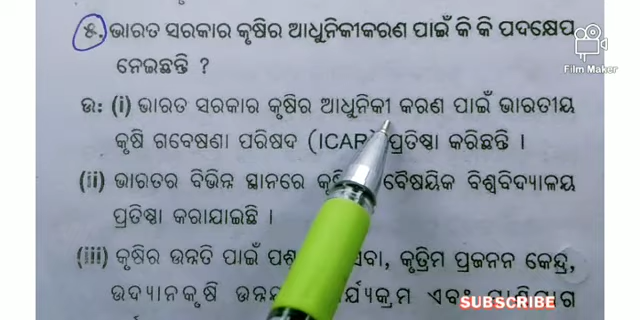 ୫. ଭାରତ ସରକାର କୃଷିର ଆଧୁନିକୀକରଣ ପାଇଁ କି କି ପଦକ୍ଷେପ
ନେଇଛନ୍ତି ?
ଉ: (i) ଭାରତ ସରକାର କୃଷିର ଆଧୁନିକୀ କରଣ ପାଇଁ ଭାରତୀୟ
କୃଷି ଗବେଷଣା ପରିଷଦ (ICAR) ପ୍ରତିଷ୍ଠା କରିଛନ୍ତି ।
(ii) ଭାରତର ବିଭିନ୍ନ ସ୍ଥାନରେ ବୈଷୟିକ ବିଶ୍ୱବିଦ୍ୟାଳୟ
ପ୍ରତିଷ୍ଠା କରାଯାଇଛି ।
(iii) କୃଷିର ଉନ୍ନତି ପାଇଁ କୃତ୍ରିମ ପ୍ରଜନନ କେନ୍ଦ୍ର,
ଉଦ୍ୟାନକୃଷି ଏବଂ
Film Maker
SUBSCRIBE